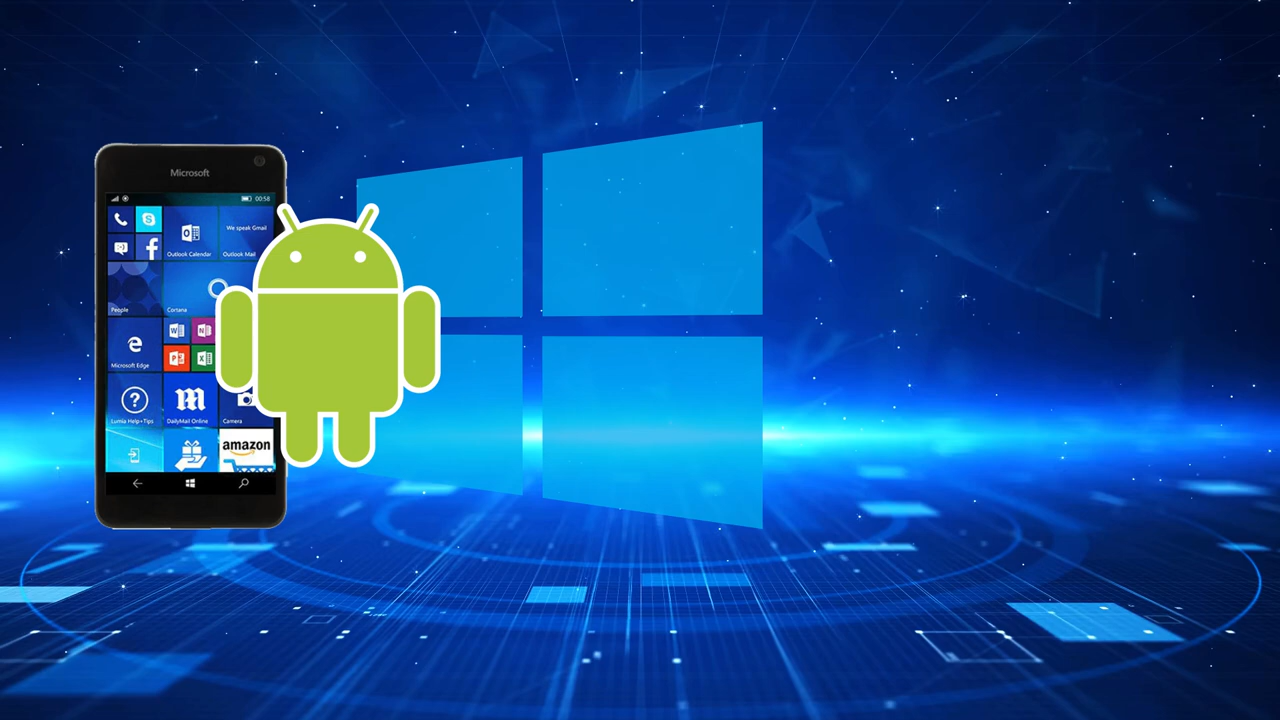 Microsoft
00:58
We speak Gmail
Outlook Calendar
Outlook Mail
People
Cortana
Microsoft Edge
Lumia Help+Tips
DailyMail Online
Camera
amazon